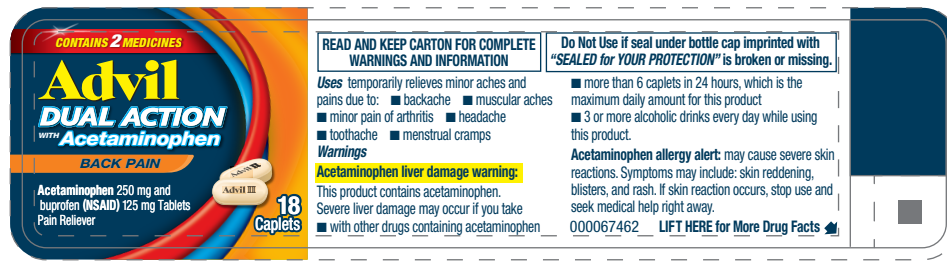 CONTAINS 2 MEDICINES
Advil
DUAL ACTION
WITH Acetaminophen
BACK PAIN
Acetaminophen 250 mg and
buprofen (NSAID) 125 mg Tablets
Pain Reliever
Advil III
18
Caplets
READ AND KEEP CARTON FOR COMPLETE
WARNINGS AND INFORMATION
Uses temporarily relieves minor aches and
pains due to: ■ backache ■ muscular aches
■ minor pain of arthritis ■ headache
■ toothache ■ menstrual cramps
Warnings
Acetaminophen liver damage warning:
This product contains acetaminophen.
Severe liver damage may occur if you take
■ with other drugs containing acetaminophen
Do Not Use if seal under bottle cap imprinted with
"SEALED for YOUR PROTECTION" is broken or missing.
■ more than 6 caplets in 24 hours, which is the
maximum daily amount for this product
■ 3 or more alcoholic drinks every day while using
this product.
Acetaminophen allergy alert: may cause severe skin
reactions. Symptoms may include: skin reddening,
blisters, and rash. If skin reaction occurs, stop use and
seek medical help right away.
000067462 LIFT HERE for More Drug Facts